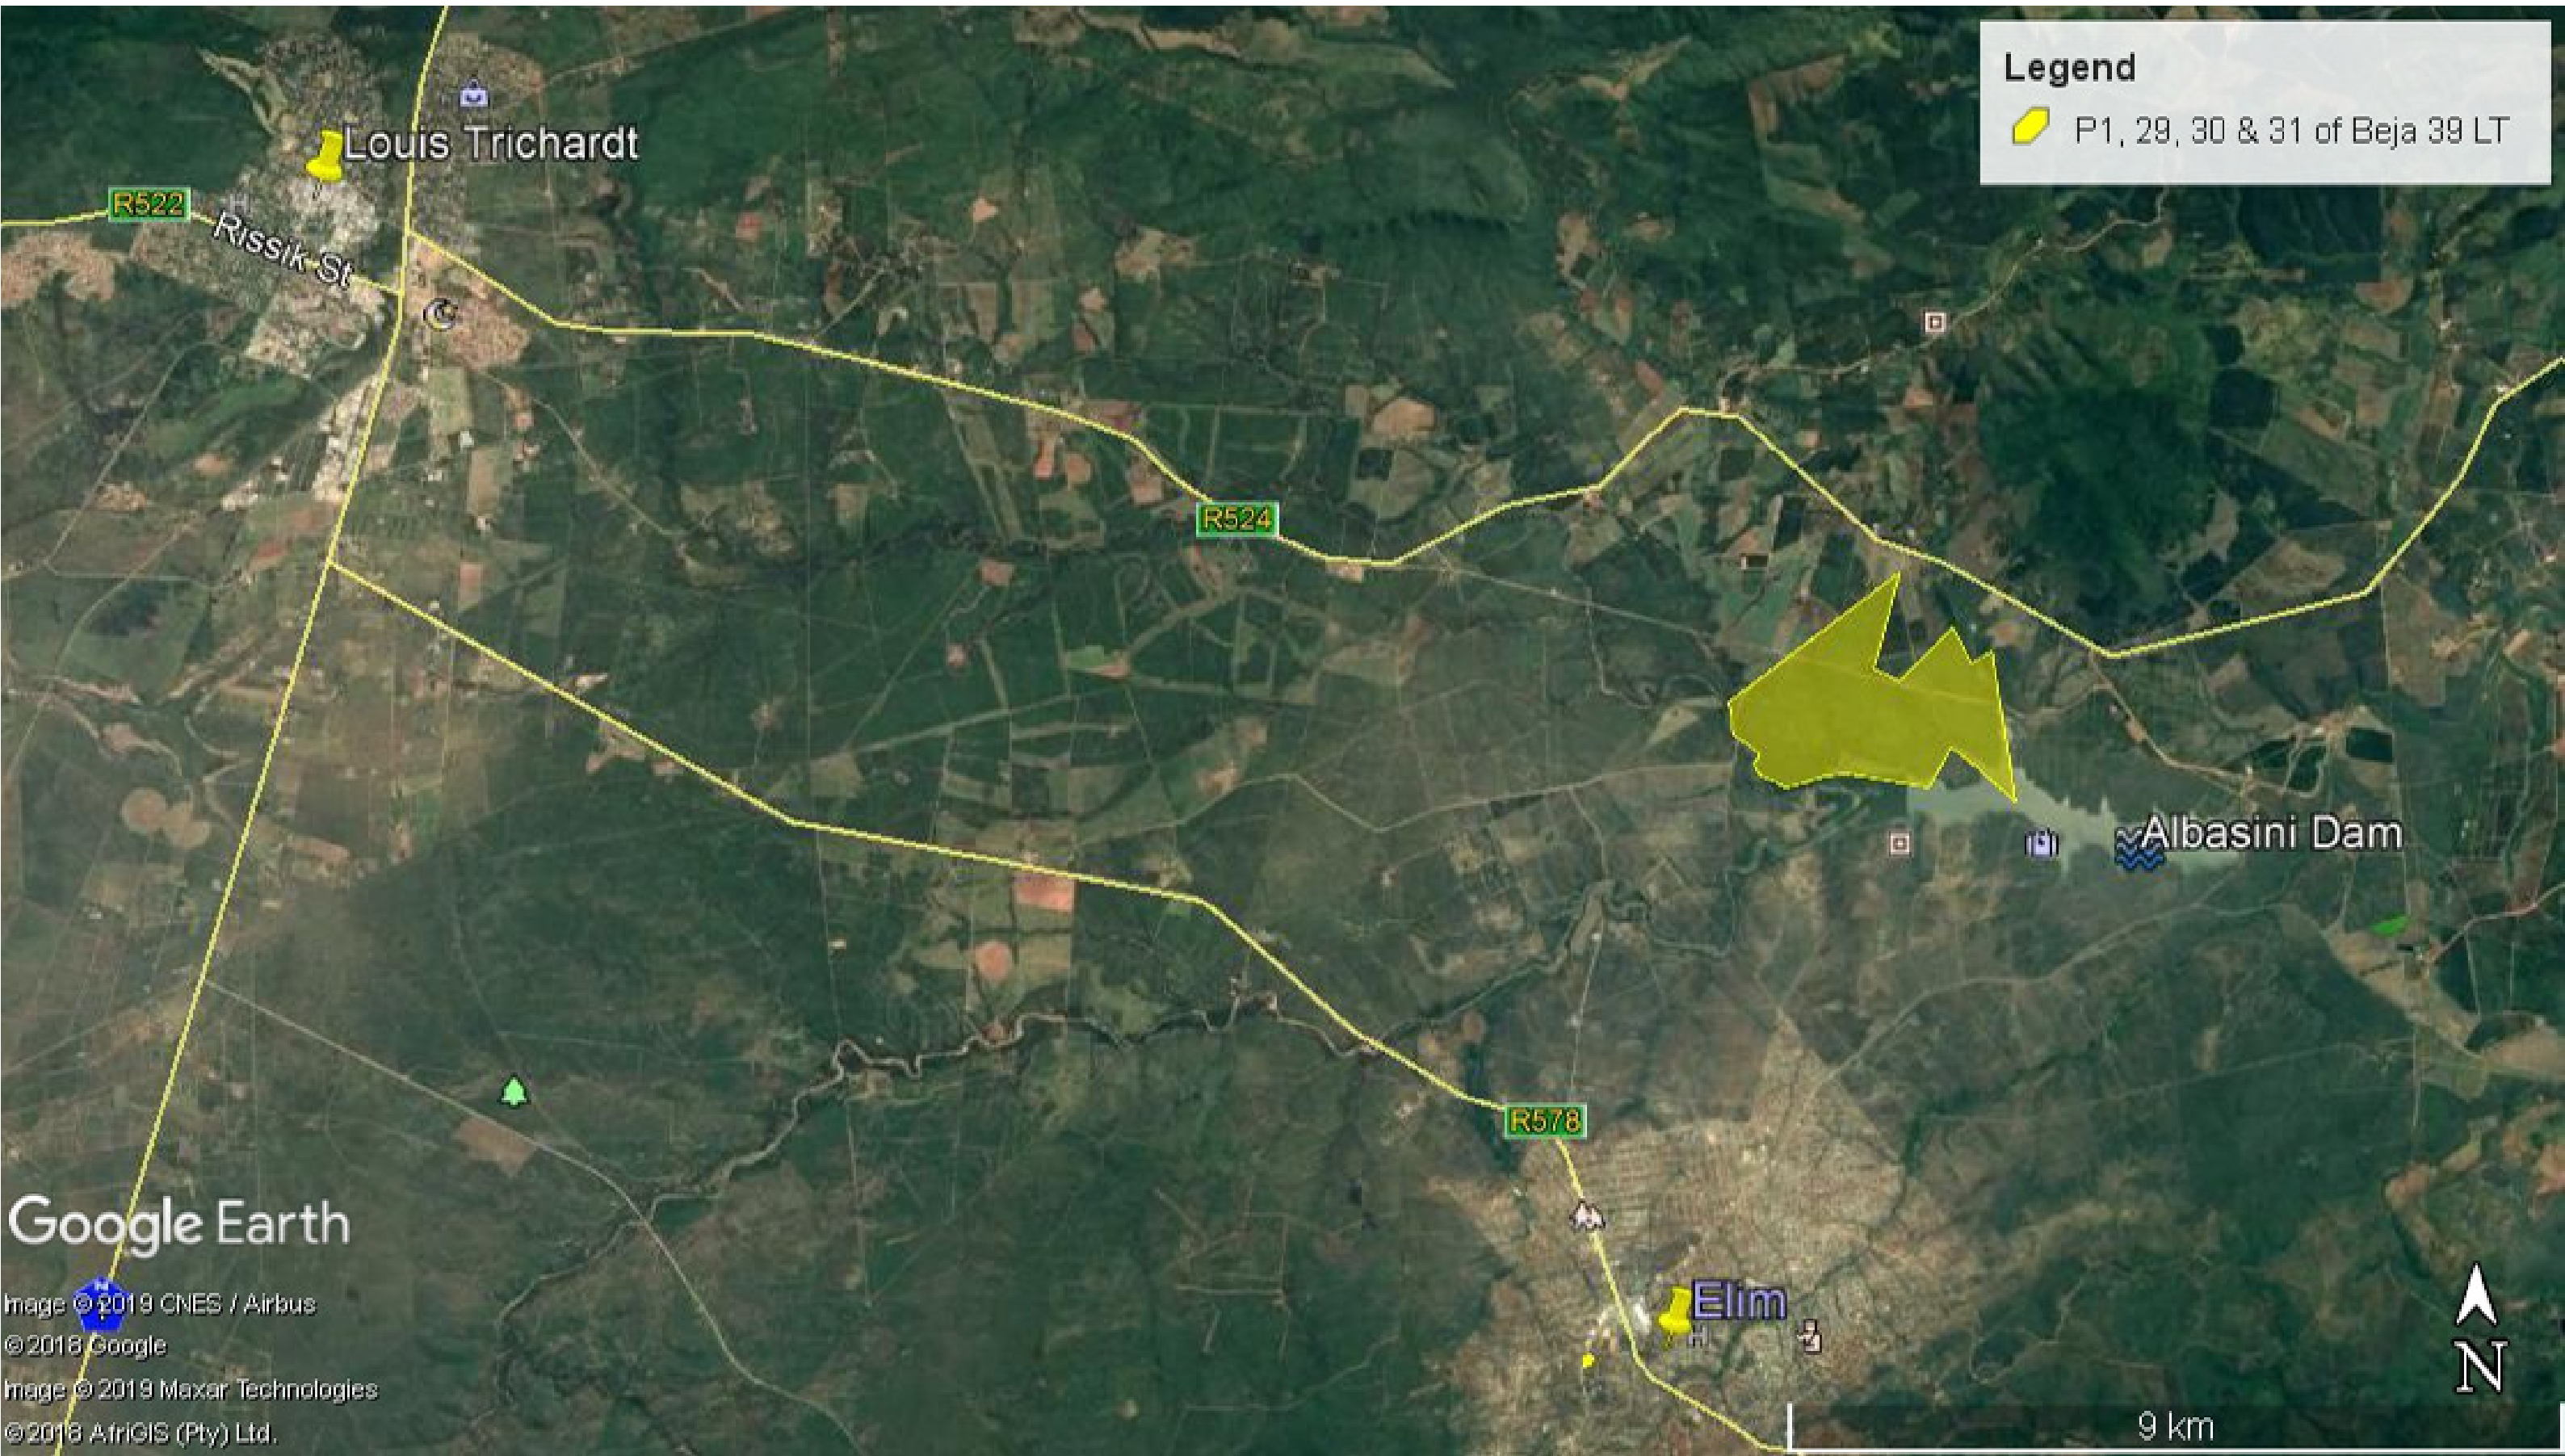 Legend
P1, 29, 30 & 31 of Beja 39 LT
Louis Trichardt
R522
H
Rissik St
R524
Albasini Dam
R578
Elim
H
Google Earth
N
1
Image © 2019 CNES / Airbus
© 2018 Google
Image © 2019 Maxar Technologies
© 2018 AfriGIS (Pty) Ltd.
N
9 km